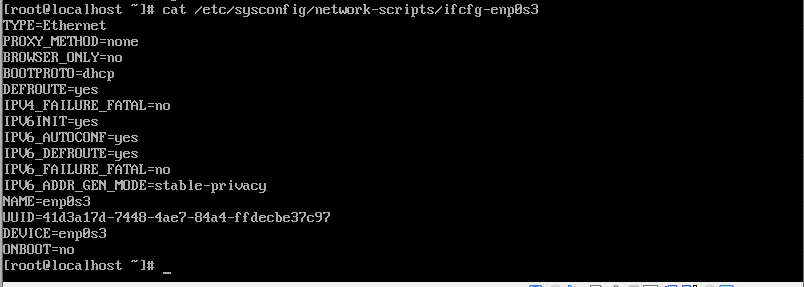 [root@localhost ~]# cat /etc/sysconfig/network-scripts/ifcfg-enp0s3
TYPE=Ethernet
PROXY_METHOD=none
BROWSER_ONLY=no
BOOTPROTO=dhcp
DEFROUTE=yes
IPV4_FAILURE_FATAL=no
IPV6INIT=yes
IPV6_AUTOCONF=yes
IPV6_DEFROUTE=yes
IPV6_FAILURE_FATAL=no
IPV6_ADDR_GEN_MODE=stable-privacy
NAME=enp0s3
UUID=41d3a17d-7448-4ae7-84a4-ffdecbe37c97
DEVICE=enp0s3
ONBOOT=no
[root@localhost ~]# _